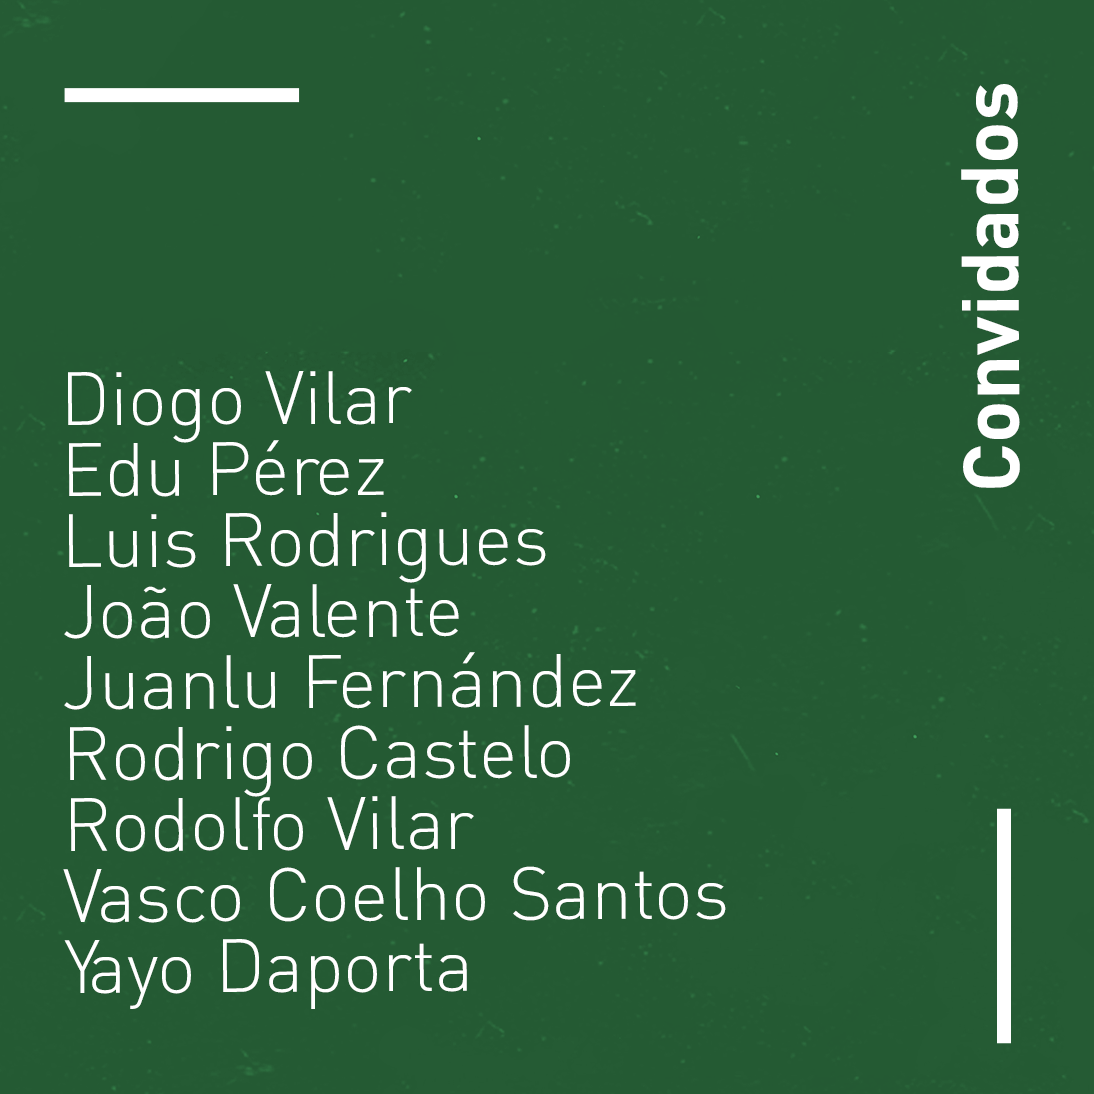 Convidados
Diogo Vilar
Edu Pérez
Luis Rodrigues
João Valente
Juanlu Fernández
Rodrigo Castelo
Rodolfo Vilar
Vasco Coelho Santos
Yayo Daporta